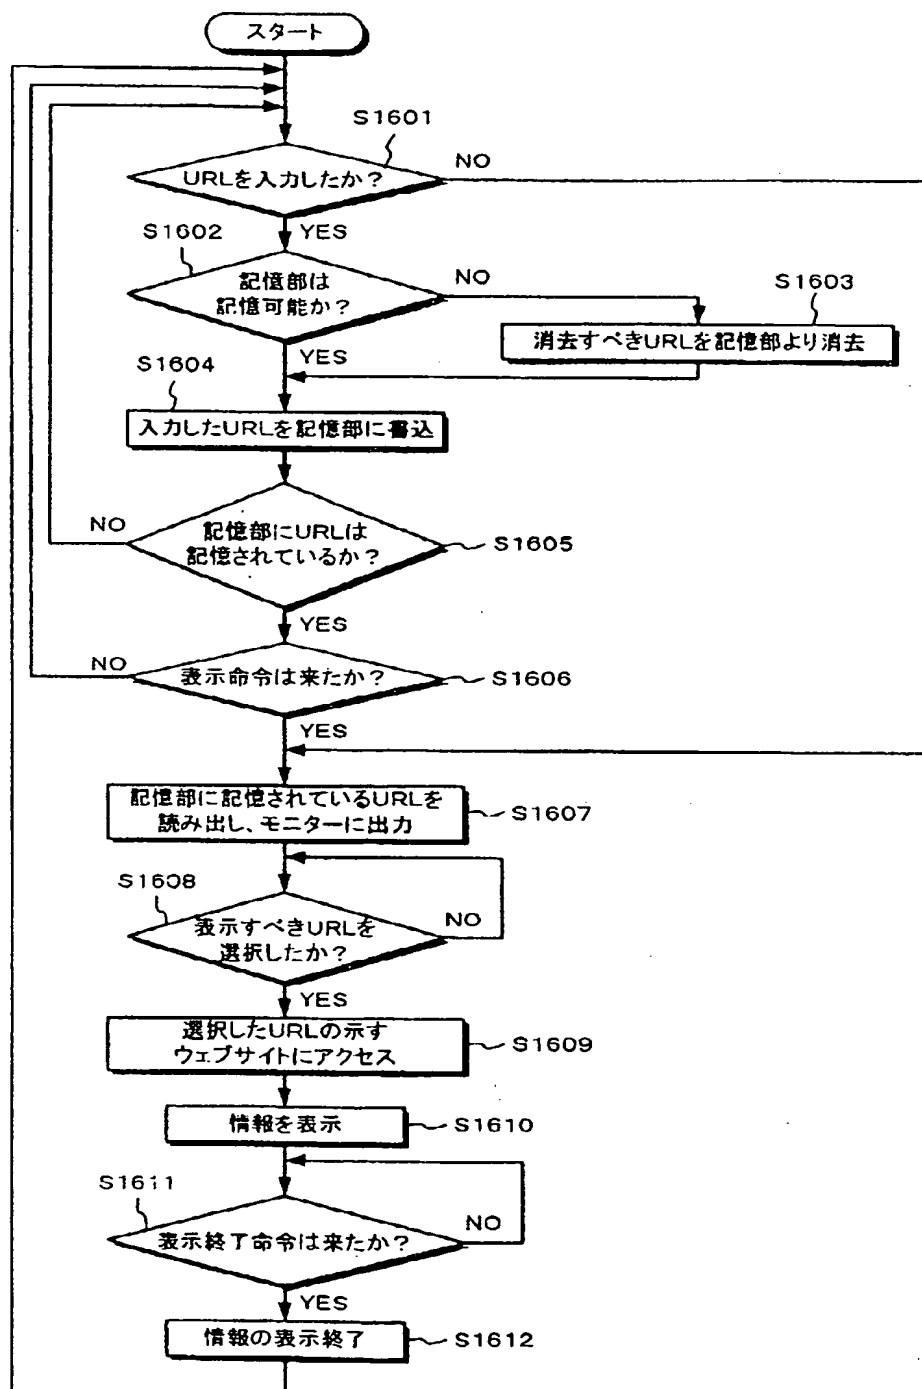 スタート
S1601
URLを入力したか？
NO
YES
S1602
記憶部は
記憶可能か？
NO
S1603
消去すべきURLを記憶部より消去
YES
S1604
入力したURLを記憶部に書込
NO
記憶部にURLは
記憶されているか？
S1605
YES
NO
表示命令は来たか？
S1606
YES
記憶部に記憶されているURLを
読み出し、モニターに出力
S1607
S1608
表示すべきURLを
選択したか？
NO
YES
選択したURLの示す
ウェブサイトにアクセス
S1609
情報を表示
S1610
S1611
表示終了命令は来たか？
NO
YES
情報の表示終了
S1612